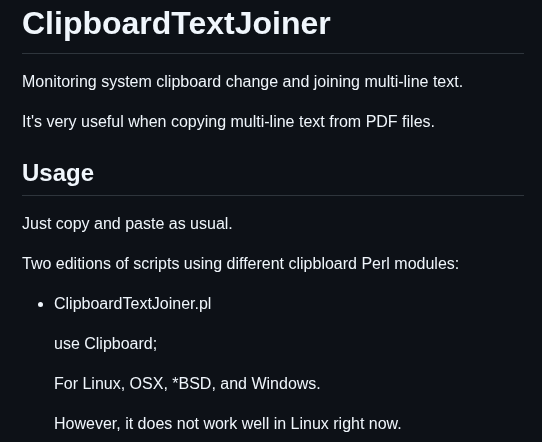 ClipboardTextJoiner
Monitoring system clipboard change and joining multi-line text.
It's very useful when copying multi-line text from PDF files.
Usage
Just copy and paste as usual.
Two editions of scripts using different clipbloard Perl modules:
• ClipboardTextJoiner.pl
use Clipboard;
For Linux, OSX, *BSD, and Windows.
However, it does not work well in Linux right now.